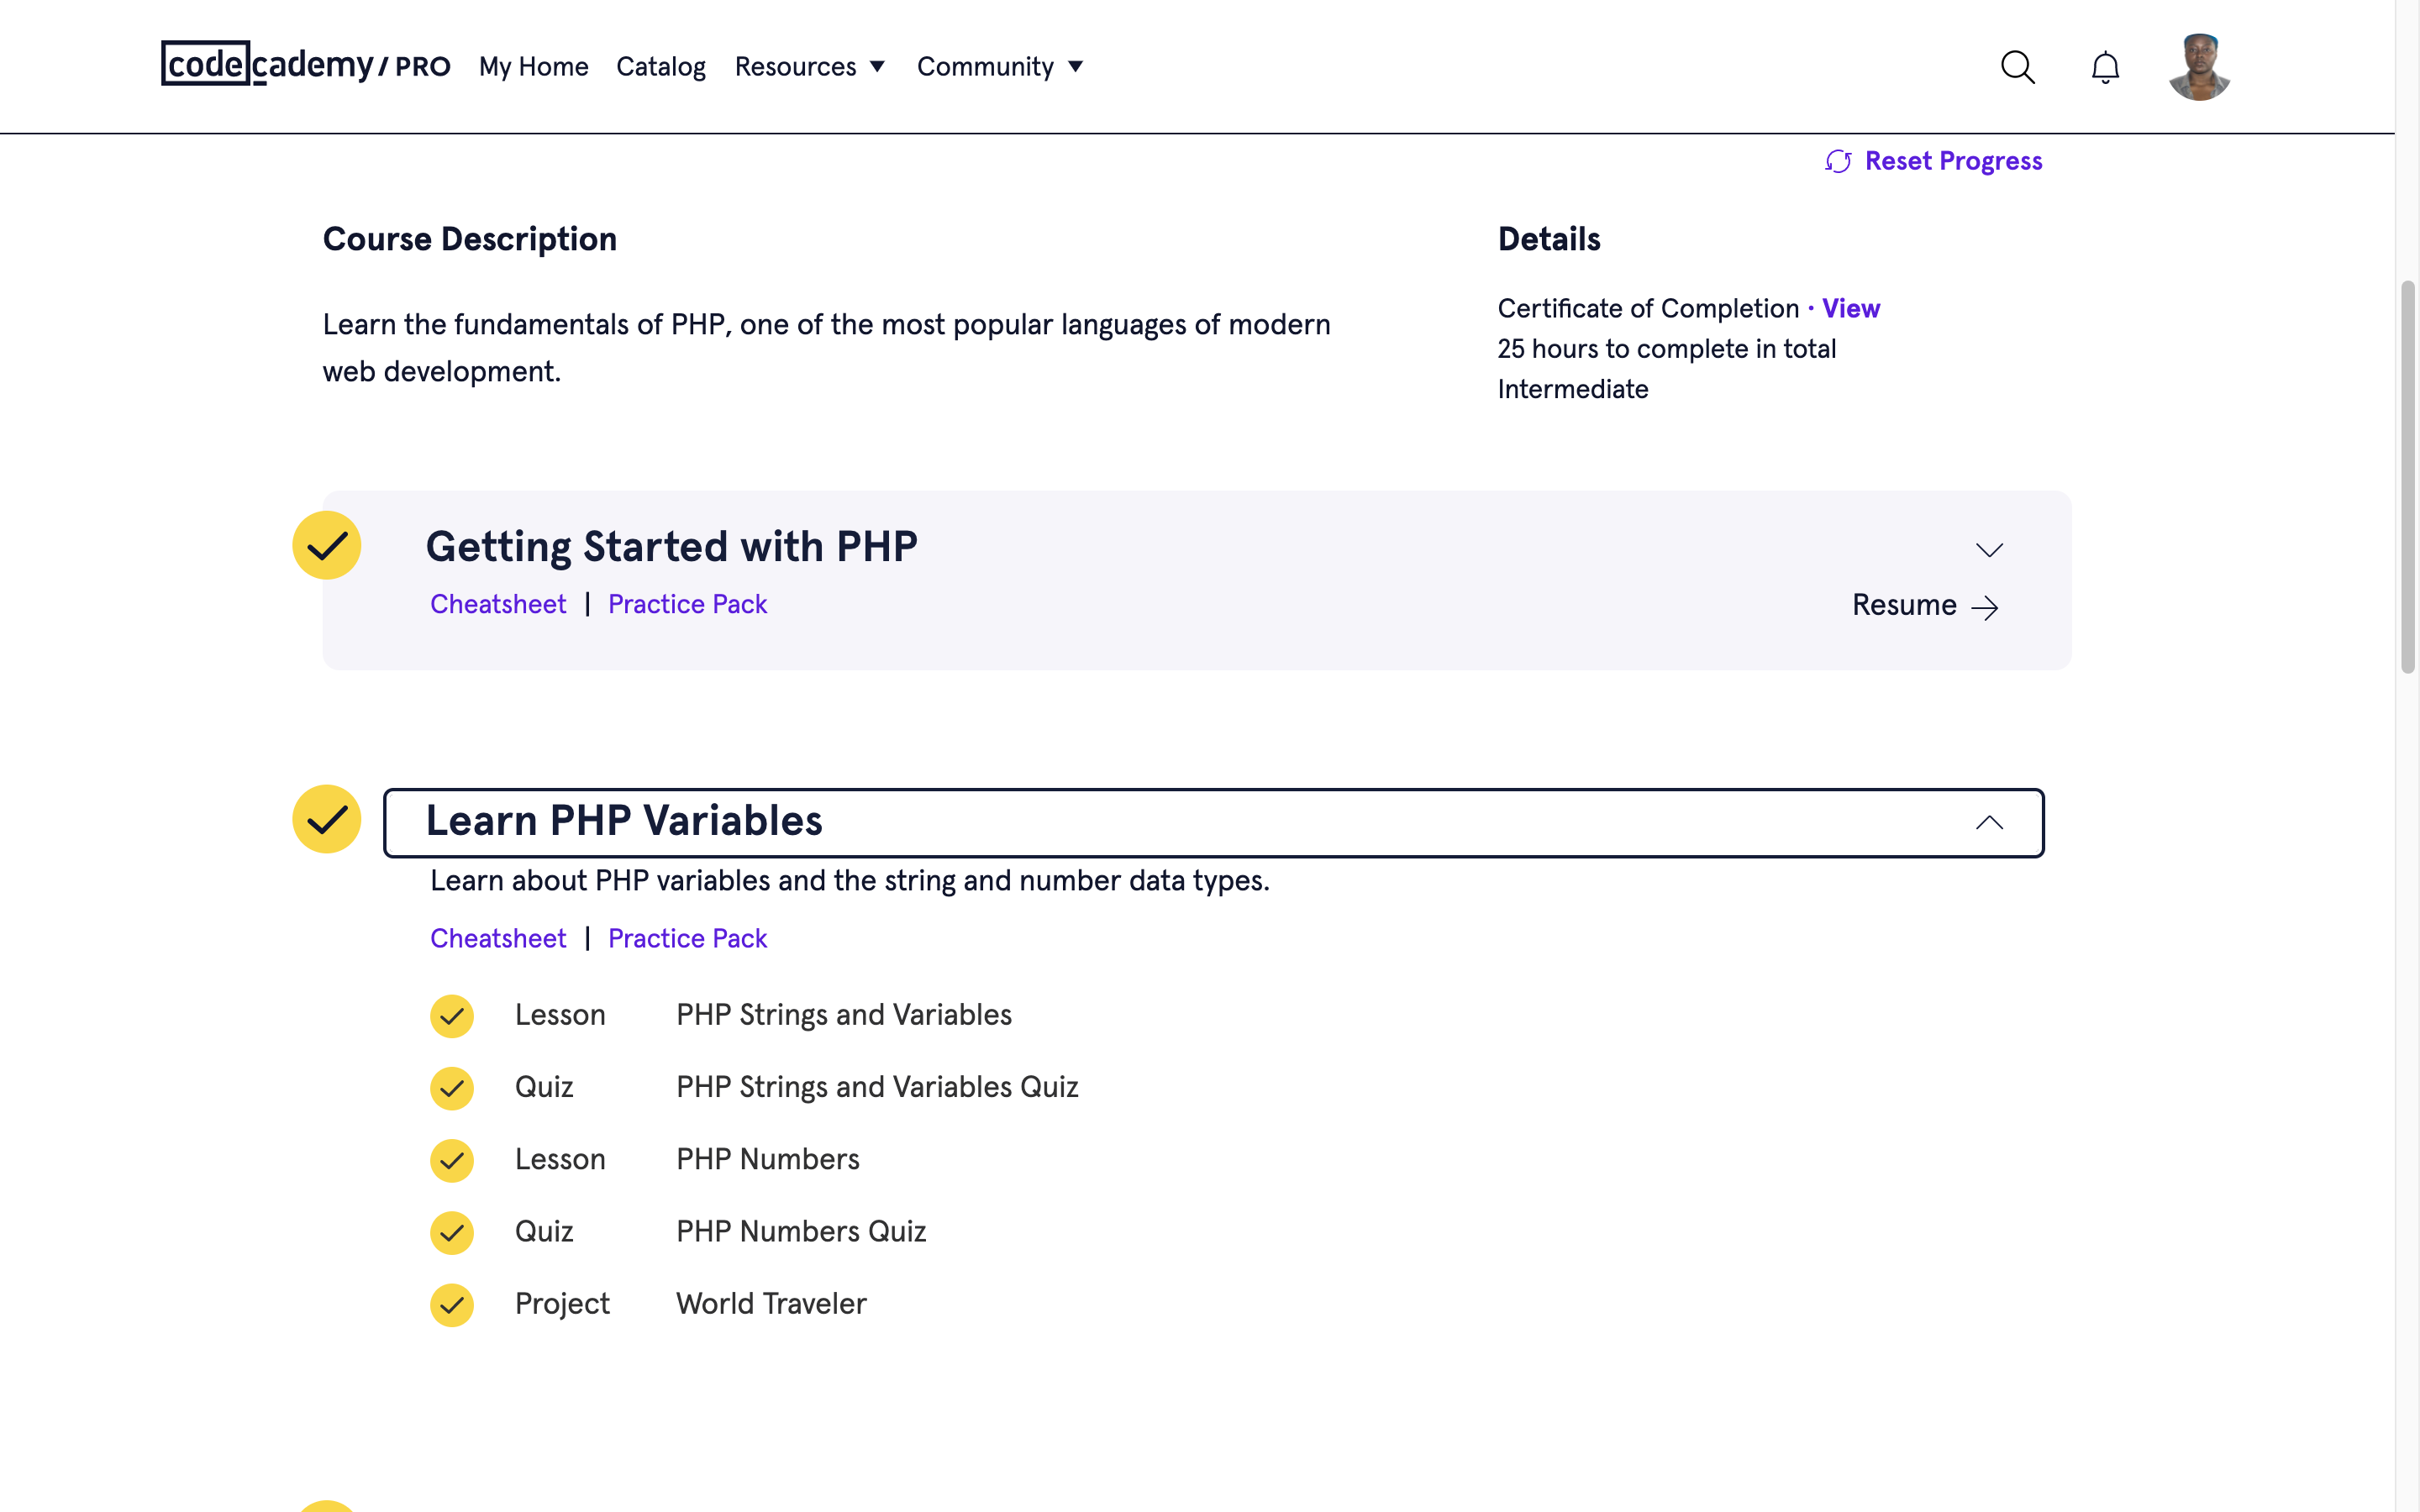 codecademy / PRO My Home Catalog Resources Community
Reset Progress
Course Description
Learn the fundamentals of PHP, one of the most popular languages of modern
web development.
Details
Certificate of Completion · View
25 hours to complete in total
Intermediate
Getting Started with PHP
Cheatsheet | Practice Pack
Resume
Learn PHP Variables
Learn about PHP variables and the string and number data types.
Cheatsheet | Practice Pack
Lesson PHP Strings and Variables
Quiz PHP Strings and Variables Quiz
Lesson PHP Numbers
Quiz PHP Numbers Quiz
Project World Traveler